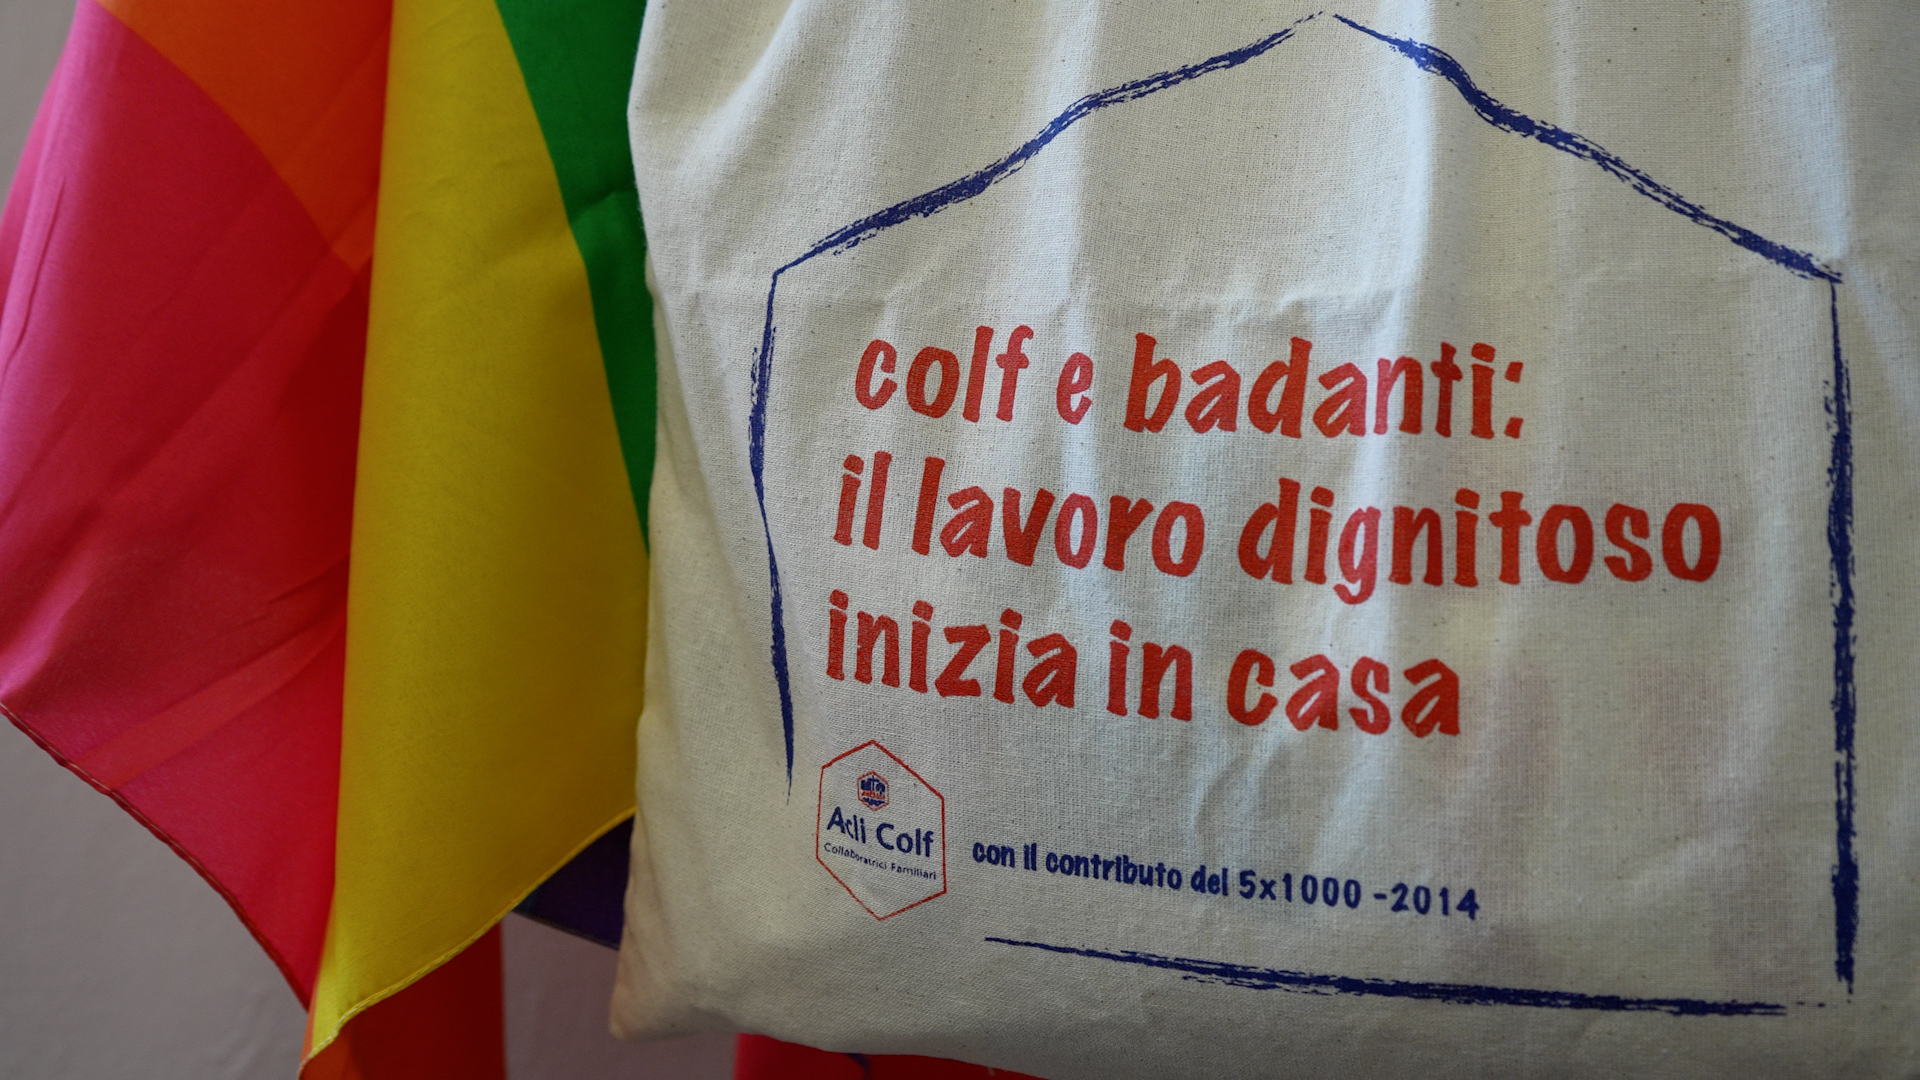 colf e badanti:
il lavoro dignitoso
inizia in casa
Acli Colf
Collaboratrici Familiari
con il contributo del 5x1000 -2014